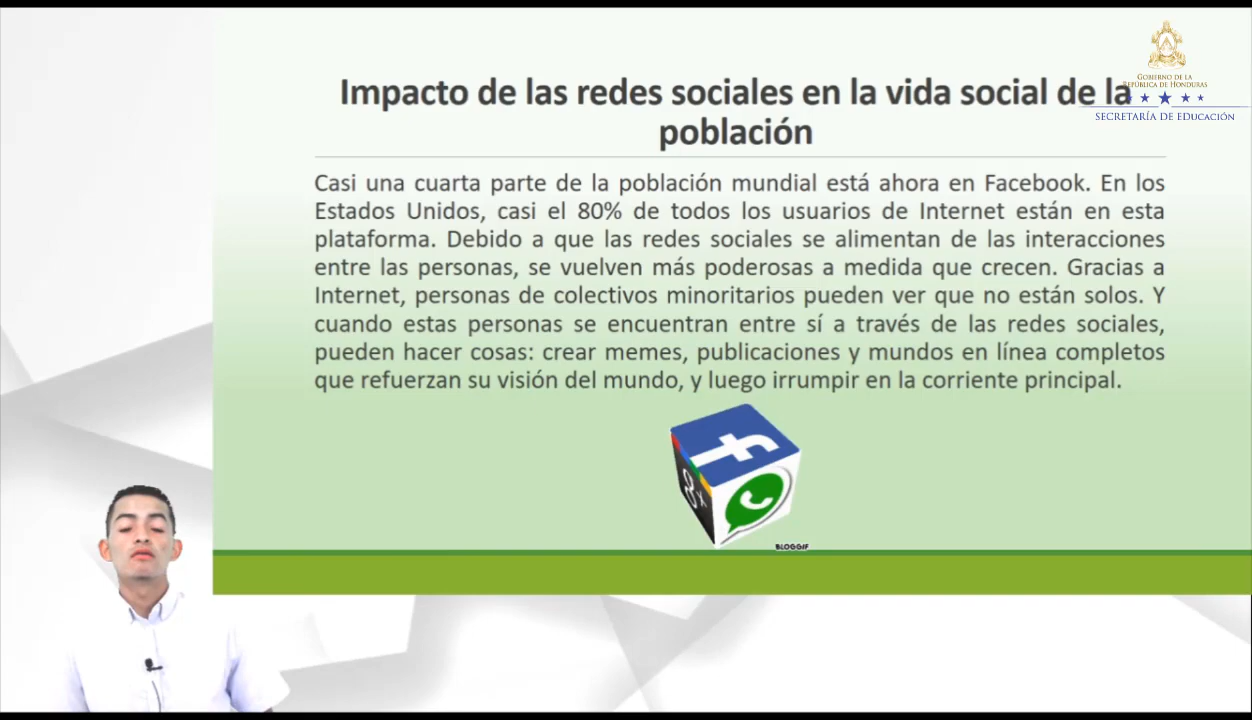 Impacto de las redes sociales en la vida social de la
población
GOBIERNO DE LA
REPÚBLICA DE HONDURAS
SECRETARÍA DE EDUCACIÓN
Casi una cuarta parte de la población mundial está ahora en Facebook. En los
Estados Unidos, casi el 80% de todos los usuarios de Internet están en esta
plataforma. Debido a que las redes sociales se alimentan de las interacciones
entre las personas, se vuelven más poderosas a medida que crecen. Gracias a
Internet, personas de colectivos minoritarios pueden ver que no están solos. Y
cuando estas personas se encuentran entre sí a través de las redes sociales,
pueden hacer cosas: crear memes, publicaciones y mundos en línea completos
que refuerzan su visión del mundo, y luego irrumpir en la corriente principal.
f
BLOGGIF